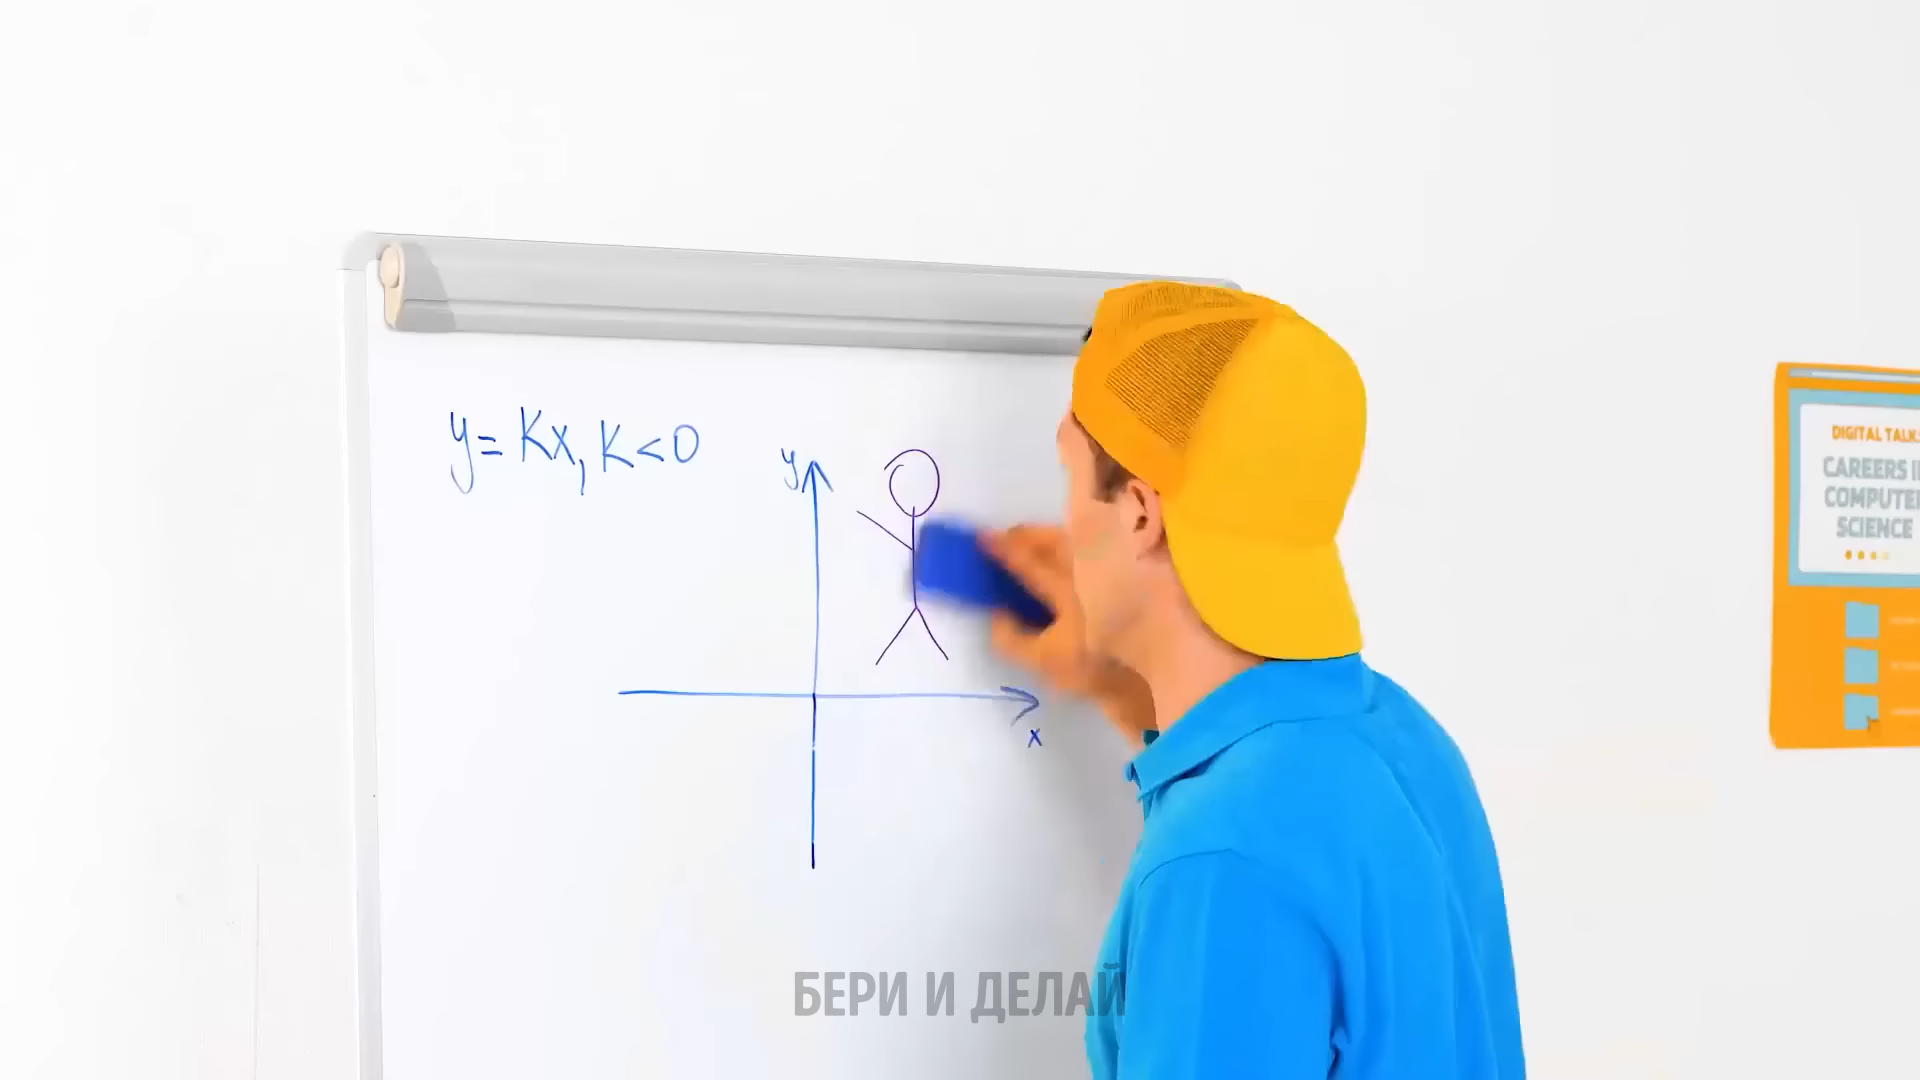 y = Kx, K < 0
y
x
DIGITAL TALK
CAREERS I
COMPUTE
SCIENCE
БЕРИ И ДЕЛАЙ